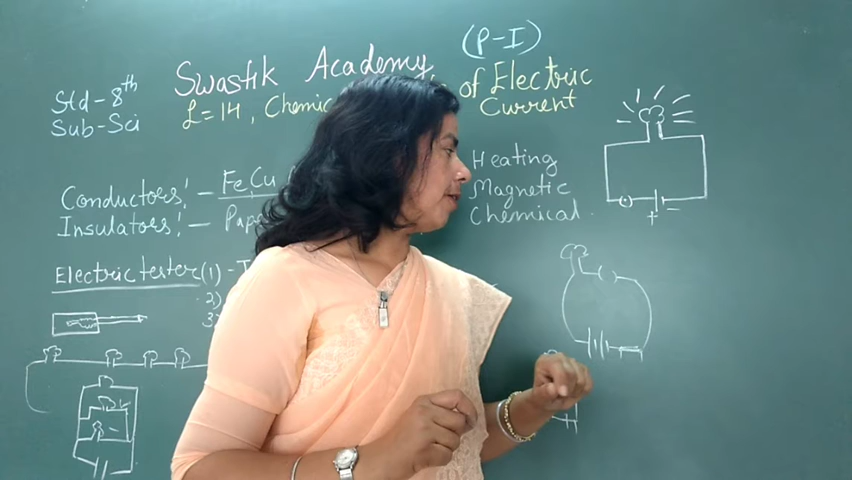 (P-I)
Swastik Academy
Std-8th
Sub-Sci
L=14, Chemic
of Electric
Current
Conductors! - Fe, Cu
Insulators! - Pap
Heating
Magnetic
Chemical.
Electric tester (1) -
2)
3
+ -